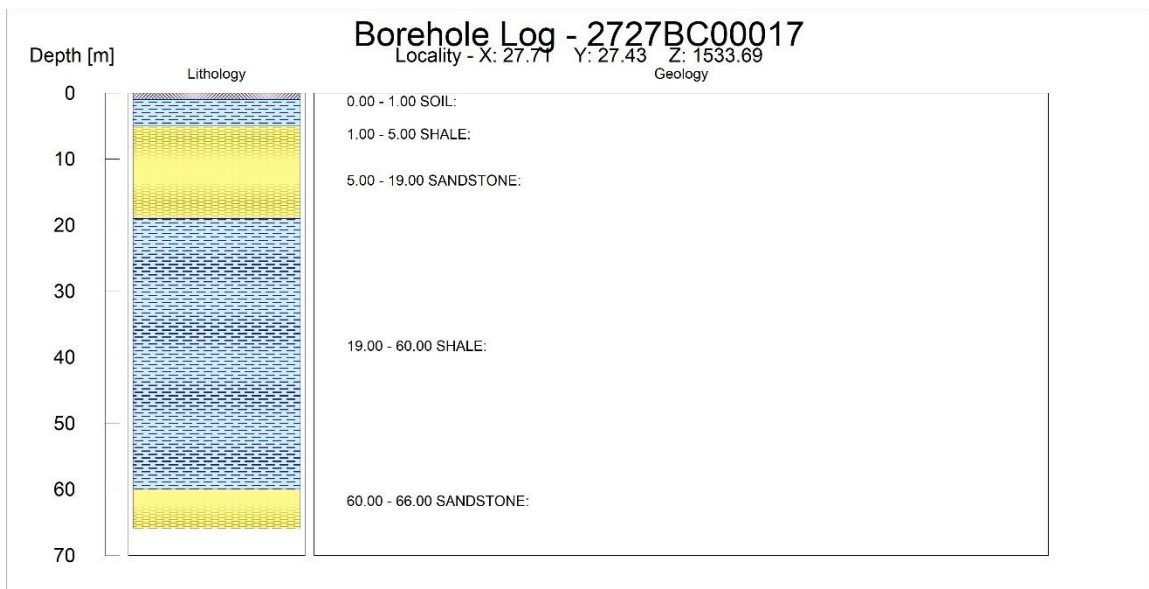 Borehole Log - 2727BC00017
Locality - X: 27.71 Y: 27.43 Z: 1533.69
Depth [m]
Lithology
Geology
0
0.00 - 1.00 SOIL:
1.00 - 5.00 SHALE:
10
5.00 - 19.00 SANDSTONE:
20
30
19.00 - 60.00 SHALE:
40
50
60
60.00 - 66.00 SANDSTONE:
70